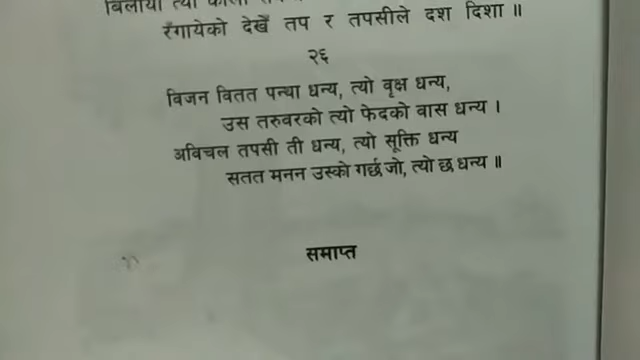 बिलायो त्यो
रँगायेको देखेँ तप र तपसीले दश दिशा ॥
२६
विजन वितत पन्था धन्य, त्यो वृक्ष धन्य,
उस तरुवरको त्यो फेदको वास धन्य ।
अविचल तपसी ती धन्य, त्यो सूक्ति धन्य
सतत मनन उस्को गर्छ जो, त्यो छ धन्य ॥
समाप्त